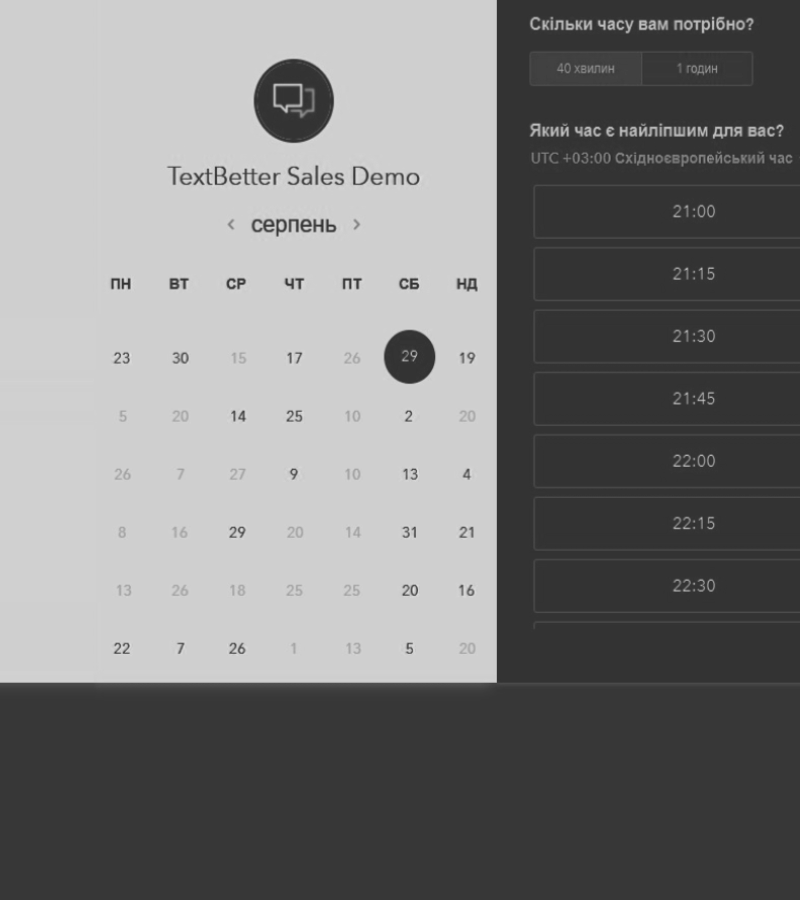 TextBetter Sales Demo
серпень
ПН ВТ СР ЧТ ПТ СБ НД
23 30 15 17 26 29 19
5 20 14 25 10 2 20
26 7 27 9 10 13 4
8 16 29 20 14 31 21
13 26 18 25 25 20 16
22 7 26 1 13 5 20
Скільки часу вам потрібно?
40 хвилин 1 годин
Який час є найліпшим для вас?
UTC +03:00 Східноєвропейський час
21:00
21:15
21:30
21:45
22:00
22:15
22:30